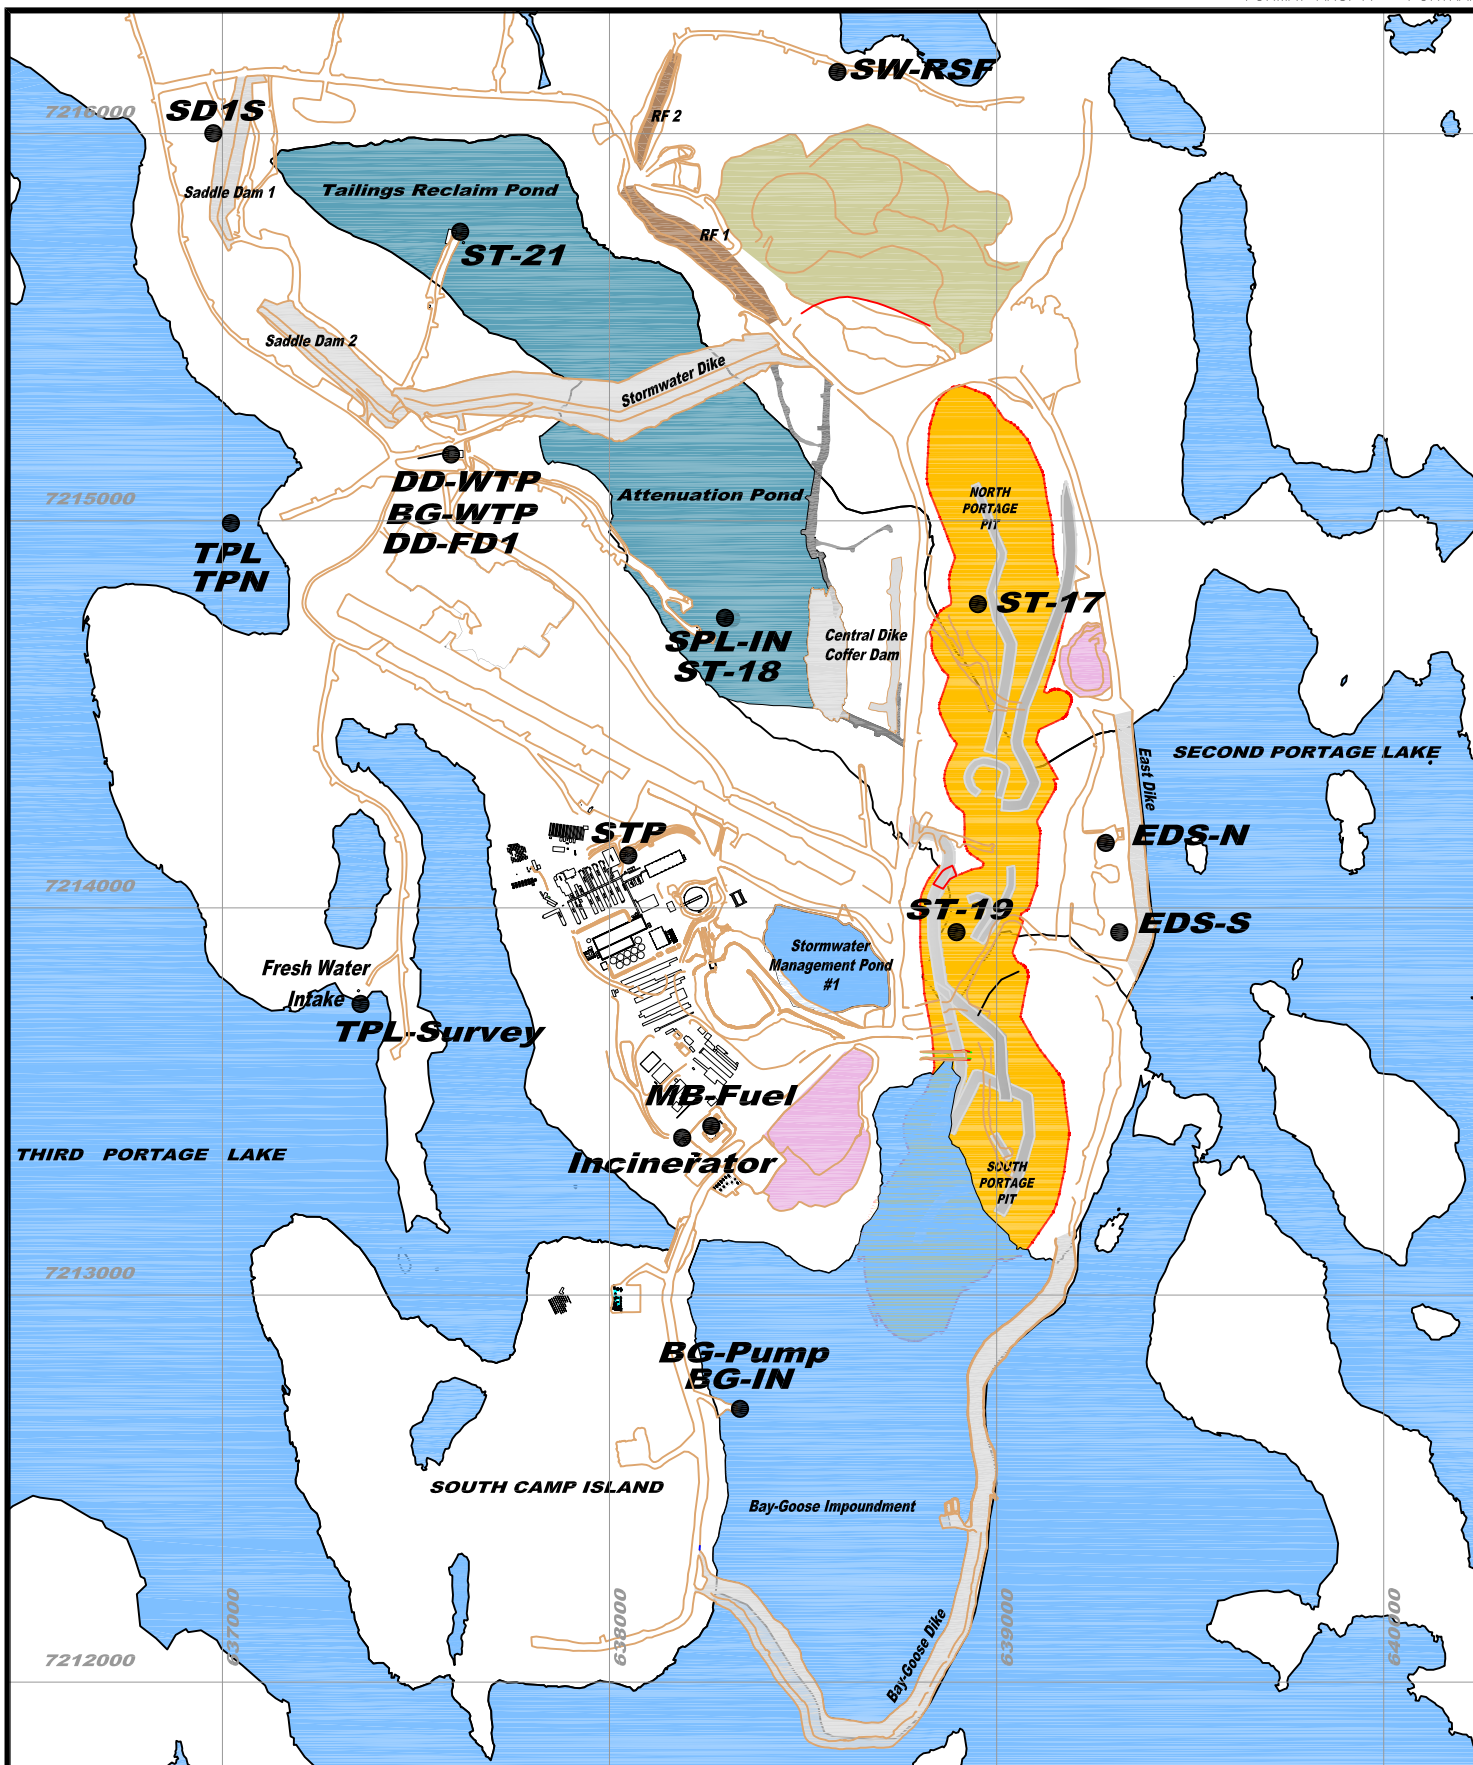 SW-RSF
7216000
SD1S
RF 2
Saddle Dam 1
Tailings Reclaim Pond
RF 1
ST-21
Saddle Dam 2
Stormwater Dike
DD-WTP
BG-WTP
DD-FD1
7215000
Attenuation Pond
NORTH
PORTAGE
PIT
TPL
TPN
ST-17
SPL-IN
ST-18
Central Dike
Coffer Dam
SECOND PORTAGE LAKE
East Dike
STP
EDS-N
7214000
ST-19
EDS-S
Stormwater
Management Pond
#1
Fresh Water
Intake
TPL-Survey
MB-Fuel
THIRD PORTAGE LAKE
Incinerator
SOUTH
PORTAGE
PIT
7213000
BG-Pump
BG-IN
SOUTH CAMP ISLAND
Bay-Goose Impoundment
Bay-Goose Dike
637000
638000
639000
640000
7212000